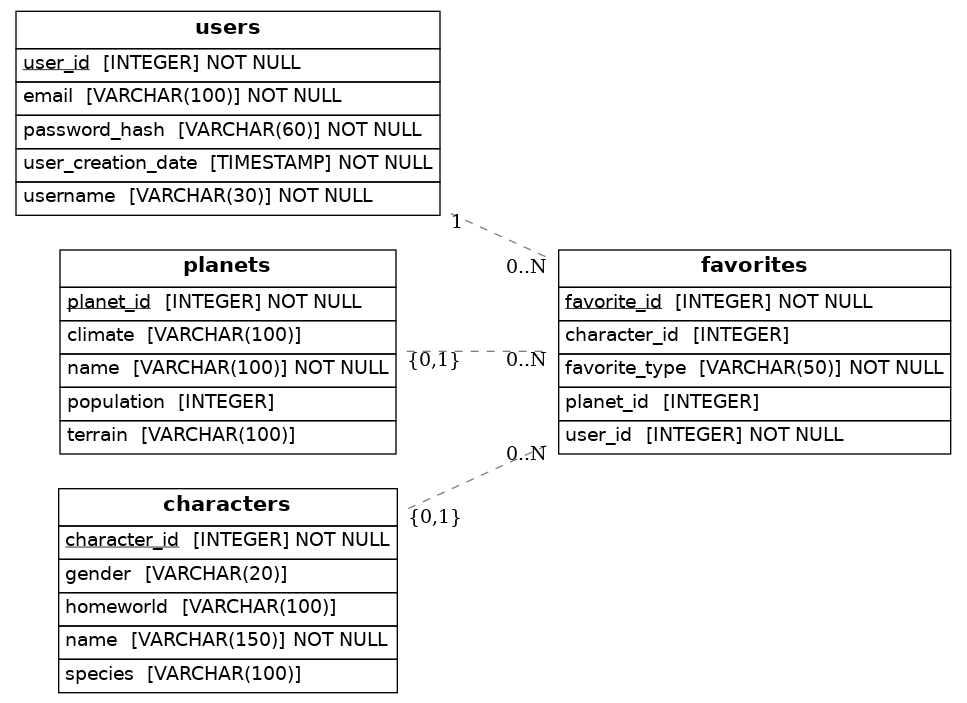 users
user_id [INTEGER] NOT NULL
email [VARCHAR(100)] NOT NULL
password_hash [VARCHAR(60)] NOT NULL
user_creation_date [TIMESTAMP] NOT NULL
username [VARCHAR(30)] NOT NULL
1
0..N
planets
planet_id [INTEGER] NOT NULL
climate [VARCHAR(100)]
name [VARCHAR(100)] NOT NULL
population [INTEGER]
terrain [VARCHAR(100)]
{0,1}
0..N
favorites
favorite_id [INTEGER] NOT NULL
character_id [INTEGER]
favorite_type [VARCHAR(50)] NOT NULL
planet_id [INTEGER]
user_id [INTEGER] NOT NULL
0..N
{0,1}
characters
character_id [INTEGER] NOT NULL
gender [VARCHAR(20)]
homeworld [VARCHAR(100)]
name [VARCHAR(150)] NOT NULL
species [VARCHAR(100)]